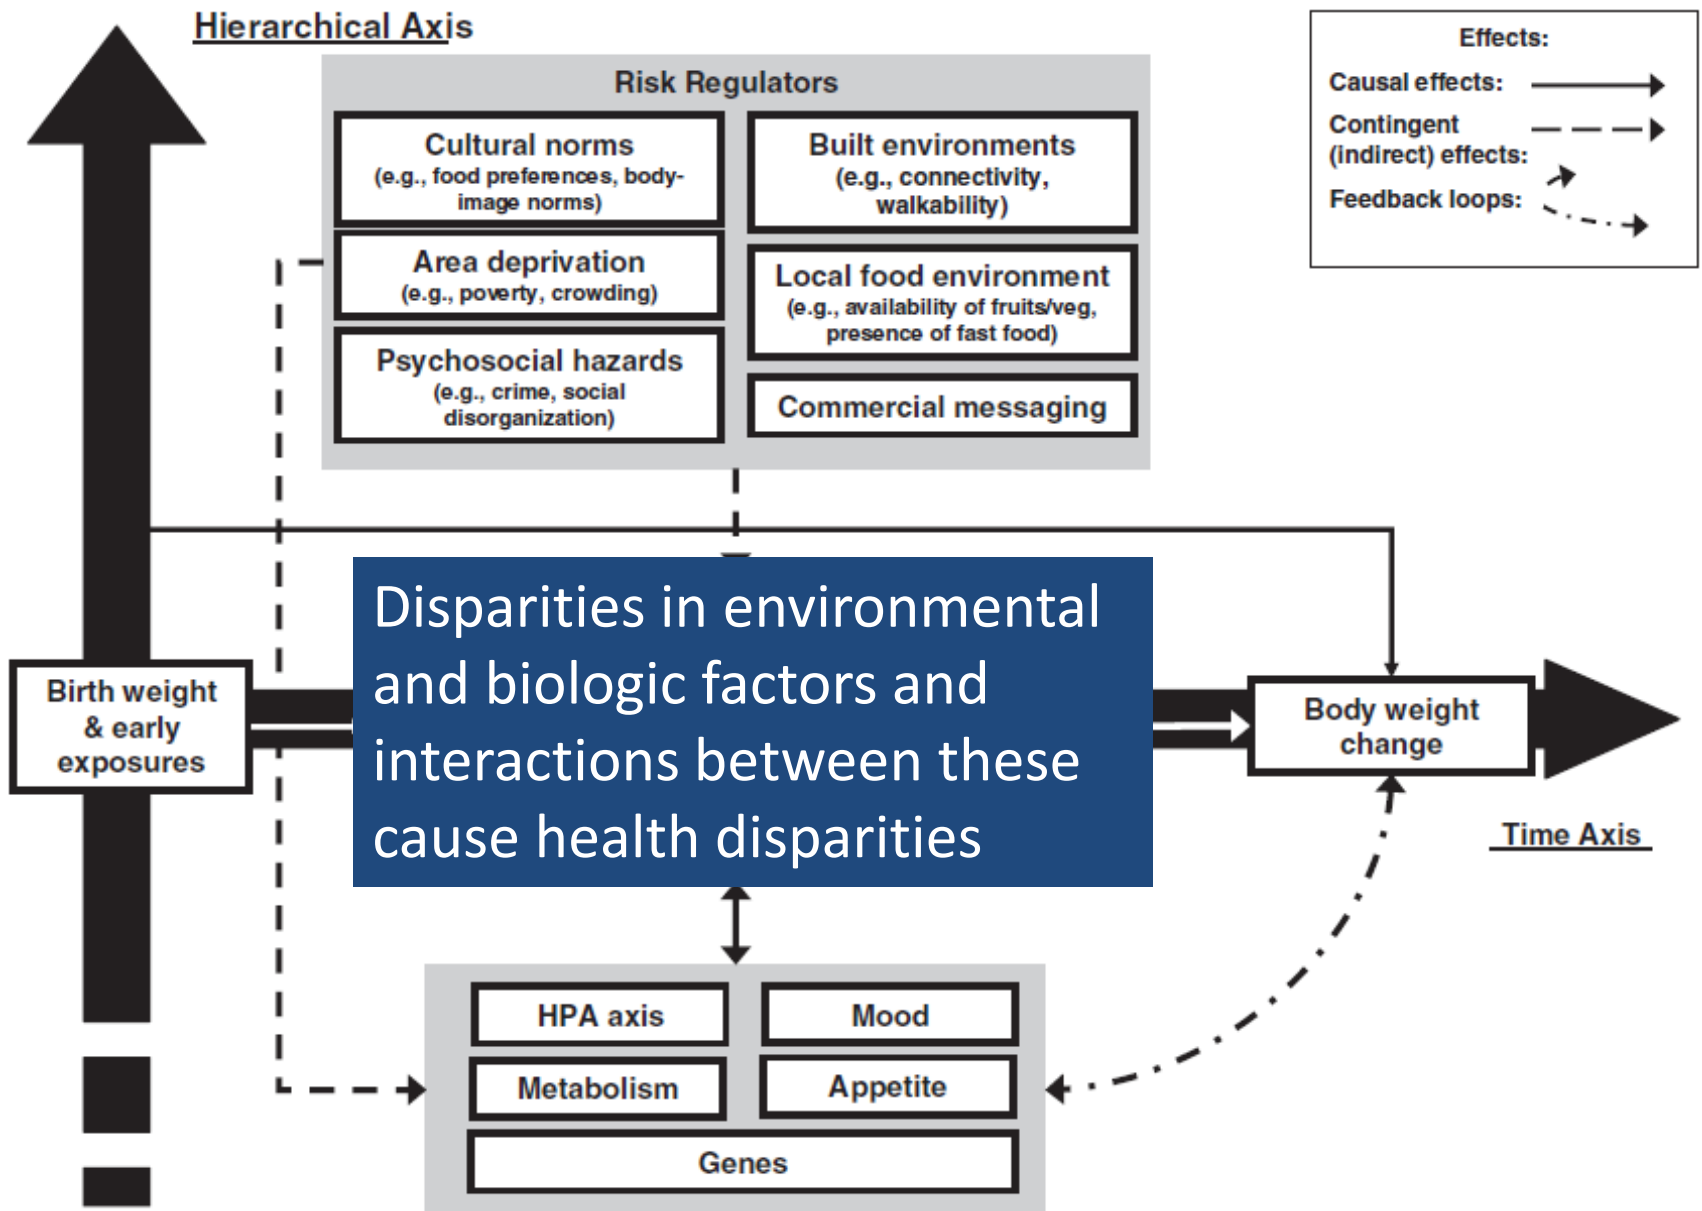 Hierarchical Axis
Risk Regulators
Cultural norms
(e.g., food preferences, body-
image norms)
Area deprivation
(e.g., poverty, crowding)
Psychosocial hazards
(e.g., crime, social
disorganization)
Built environments
(e.g., connectivity,
walkability)
Local food environment
(e.g., availability of fruits/veg,
presence of fast food)
Commercial messaging
Effects:
Causal effects:
Contingent
(indirect) effects:
Feedback loops:
Disparities in environmental
and biologic factors and
interactions between these
cause health disparities
Birth weight
& early
exposures
Body weight
change
Time Axis
HPA axis
Mood
Metabolism
Appetite
Genes